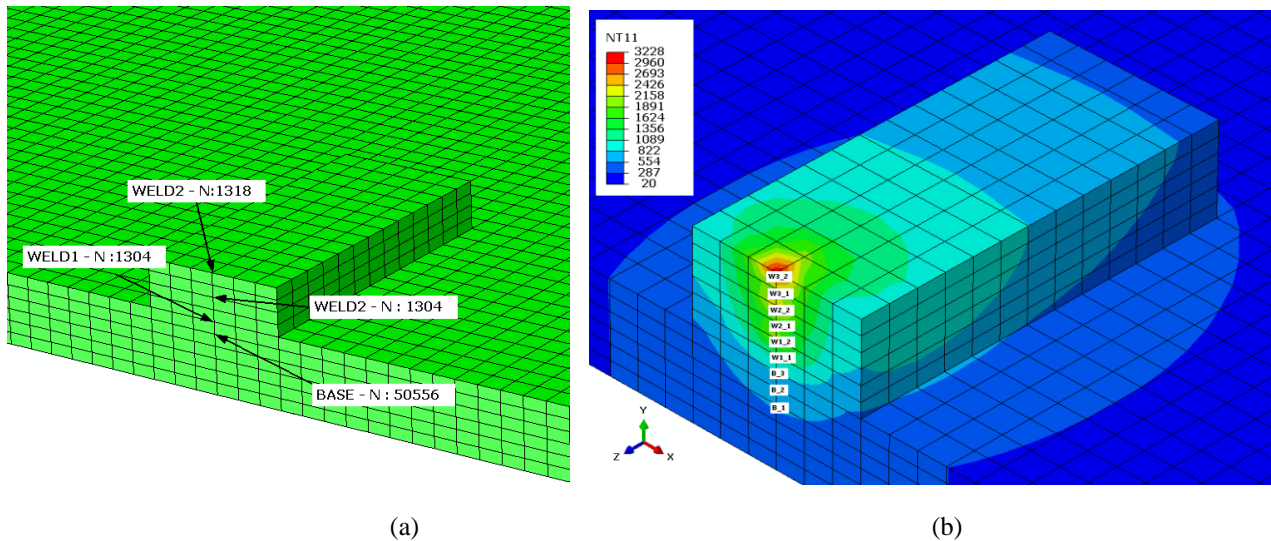 WELD2 - N:1318
WELD1 - N :1304
WELD2 - N : 1304
BASE - N : 50556
(a)
NT11
3228
2960
2693
2426
2158
1891
1624
1356
1089
822
554
287
20
W3_2
W3_1
W2_2
W2_1
W1_2
W1_1
B_3
B_2
B_1
Y
Z X
(b)